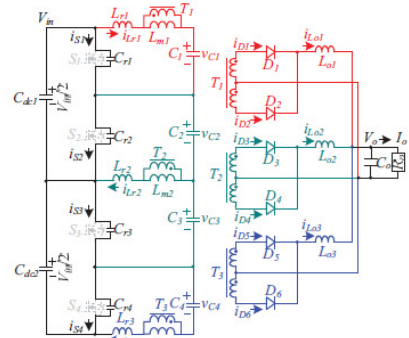 V_in
L_r1 T_1
i_S1 i_Lr1 L_m1
S_1 C_r1 C_1 v_C1
i_D1 i_Lo1
D_1 L_o1
T_1
D_2
i_D2
C_dc1 V_in/2
S_2 C_r2 C_2 v_C2
i_S2
L_r2 T_2
i_Lr2 L_m2
i_D3 i_Lo2 V_o I_o
D_3 L_o2 C_o R_o
T_2
D_4
i_D4
i_S3
S_3 C_r3 C_3 v_C3
C_dc2 V_in/2
i_D5 i_Lo3
D_5 L_o3
T_3
D_6
i_D6
S_4 C_r4 T_3 C_4 v_C4
i_S4 L_r3